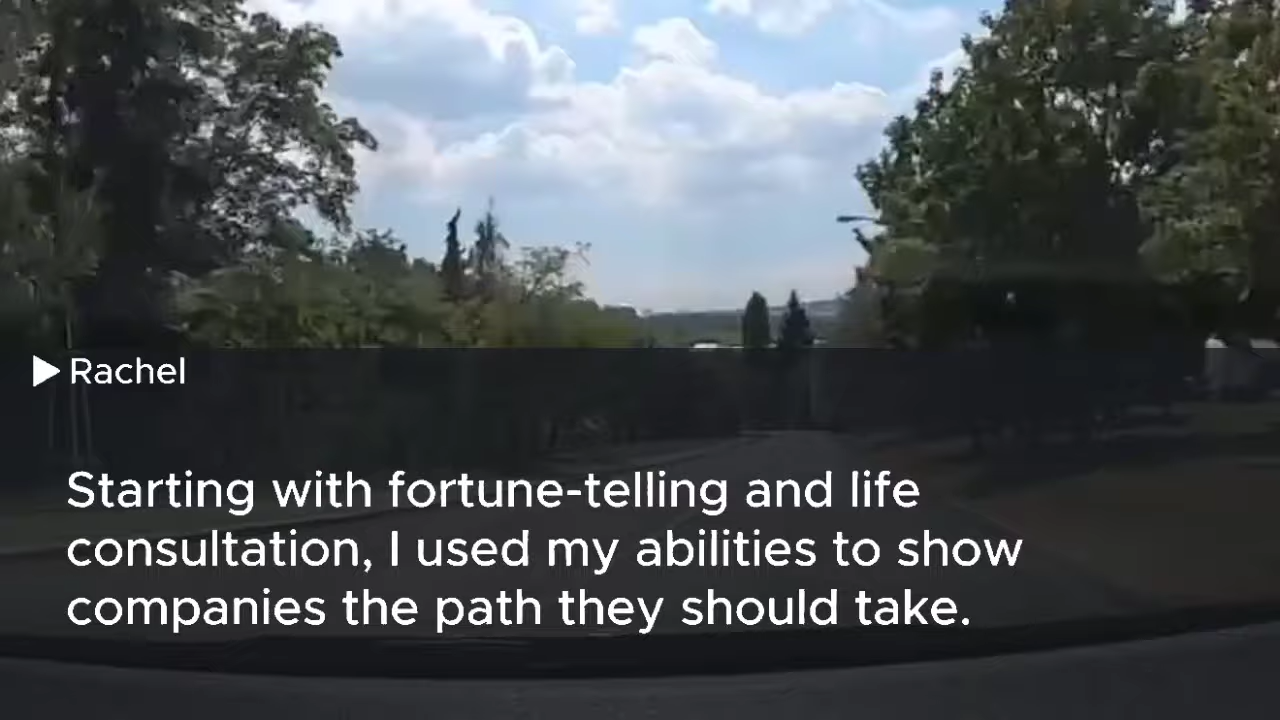 Rachel
Starting with fortune-telling and life
consultation, I used my abilities to show
companies the path they should take.